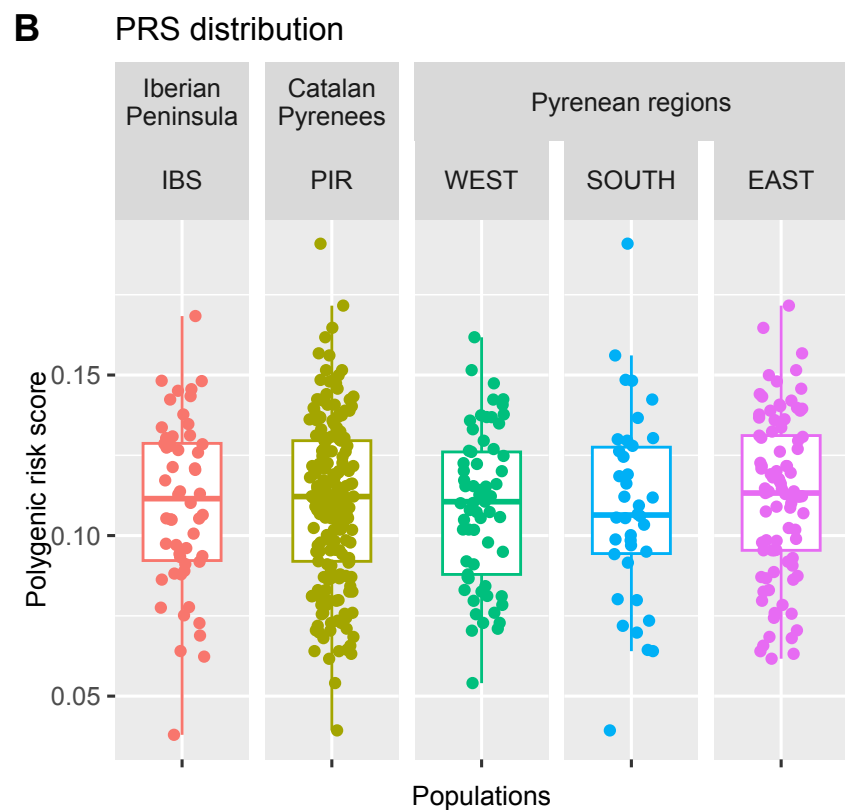 B PRS distribution
Iberian
Peninsula
Catalan
Pyrenees
Pyrenean regions
IBS
PIR
WEST
SOUTH
EAST
Polygenic risk score
0.15
0.10
0.05
Populations